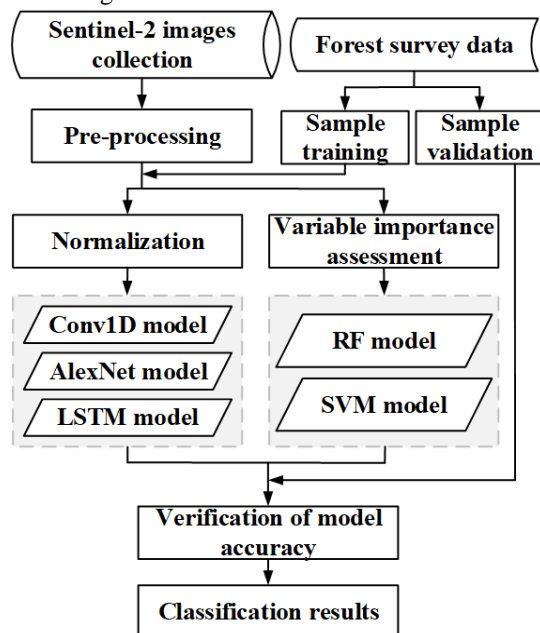 Sentinel-2 images
collection
Forest survey data
Pre-processing
Sample
training
Sample
validation
Normalization
Variable importance
assessment
Conv1D model
AlexNet model
LSTM model
RF model
SVM model
Verification of model
accuracy
Classification results